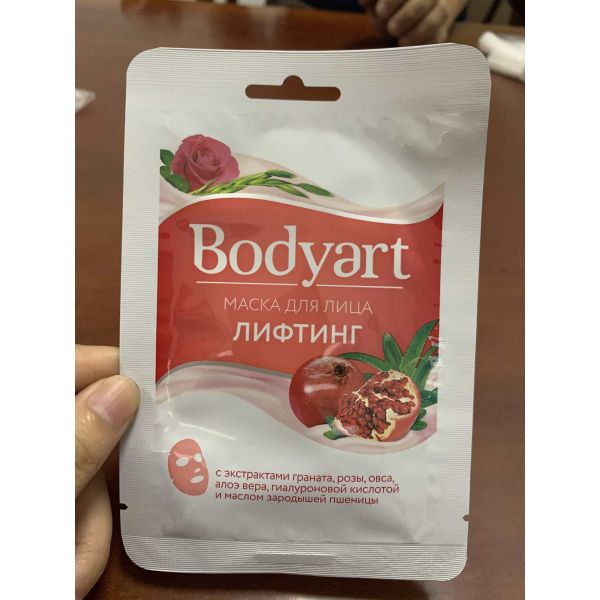 Bodyart
МАСКА ДЛЯ ЛИЦА
ЛИФТИНГ
с экстрактами граната, розы, овса,
алоэ вера, гиалуроновой кислотой
и маслом зародышей пшеницы